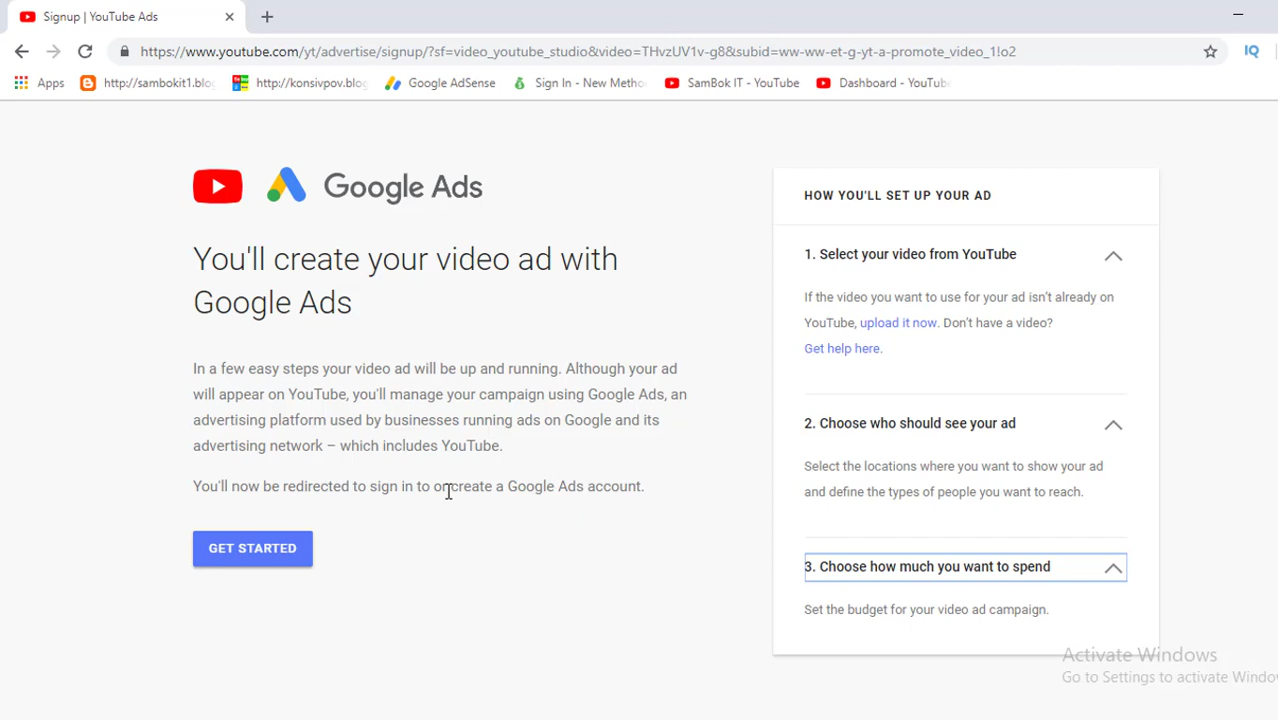 Signup | YouTube Ads
https://www.youtube.com/yt/advertise/signup/?sf=video_youtube_studio&video=THvzUV1v-g8&subid=ww-ww-et-g-yt-a-promote_video_1!o2
IQ
Apps
http://sambokit1.blog
http://konsivpov.blog
Google AdSense
Sign In - New Metho
SamBok IT - YouTube
Dashboard - YouTube
Google Ads
You'll create your video ad with
Google Ads
In a few easy steps your video ad will be up and running. Although your ad
will appear on YouTube, you'll manage your campaign using Google Ads, an
advertising platform used by businesses running ads on Google and its
advertising network – which includes YouTube.
You'll now be redirected to sign in to or create a Google Ads account.
GET STARTED
HOW YOU'LL SET UP YOUR AD
1. Select your video from YouTube
If the video you want to use for your ad isn't already on
YouTube, upload it now. Don't have a video?
Get help here.
2. Choose who should see your ad
Select the locations where you want to show your ad
and define the types of people you want to reach.
3. Choose how much you want to spend
Set the budget for your video ad campaign.
Activate Windows
Go to Settings to activate Windo